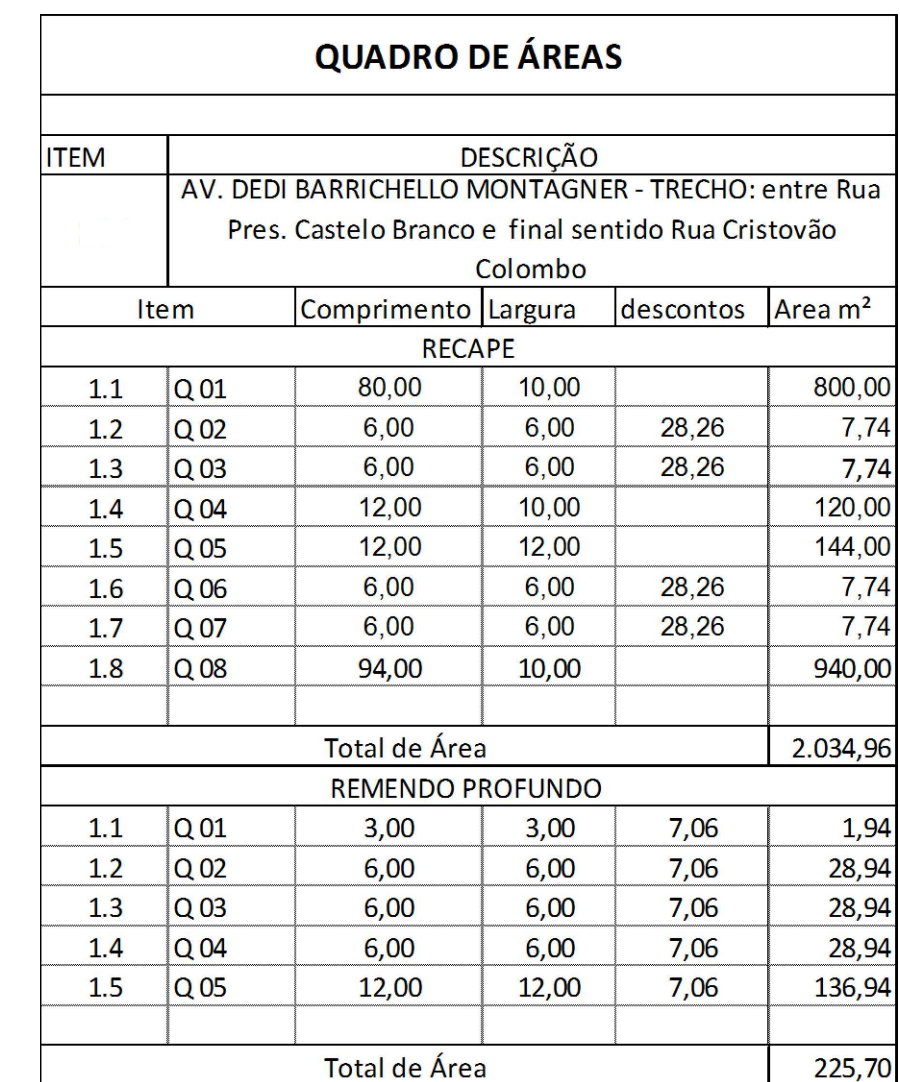 QUADRO DE ÁREAS
ITEM DESCRIÇÃO
AV. DEDI BARRICHELLO MONTAGNER - TRECHO: entre Rua
Pres. Castelo Branco e final sentido Rua Cristovão
Colombo
Item Comprimento Largura descontos Area m²
RECAPE
1.1 Q 01 80,00 10,00 800,00
1.2 Q 02 6,00 6,00 28,26 7,74
1.3 Q 03 6,00 6,00 28,26 7,74
1.4 Q 04 12,00 10,00 120,00
1.5 Q 05 12,00 12,00 144,00
1.6 Q 06 6,00 6,00 28,26 7,74
1.7 Q 07 6,00 6,00 28,26 7,74
1.8 Q 08 94,00 10,00 940,00
Total de Área 2.034,96
REMENDO PROFUNDO
1.1 Q 01 3,00 3,00 7,06 1,94
1.2 Q 02 6,00 6,00 7,06 28,94
1.3 Q 03 6,00 6,00 7,06 28,94
1.4 Q 04 6,00 6,00 7,06 28,94
1.5 Q 05 12,00 12,00 7,06 136,94
Total de Área 225,70